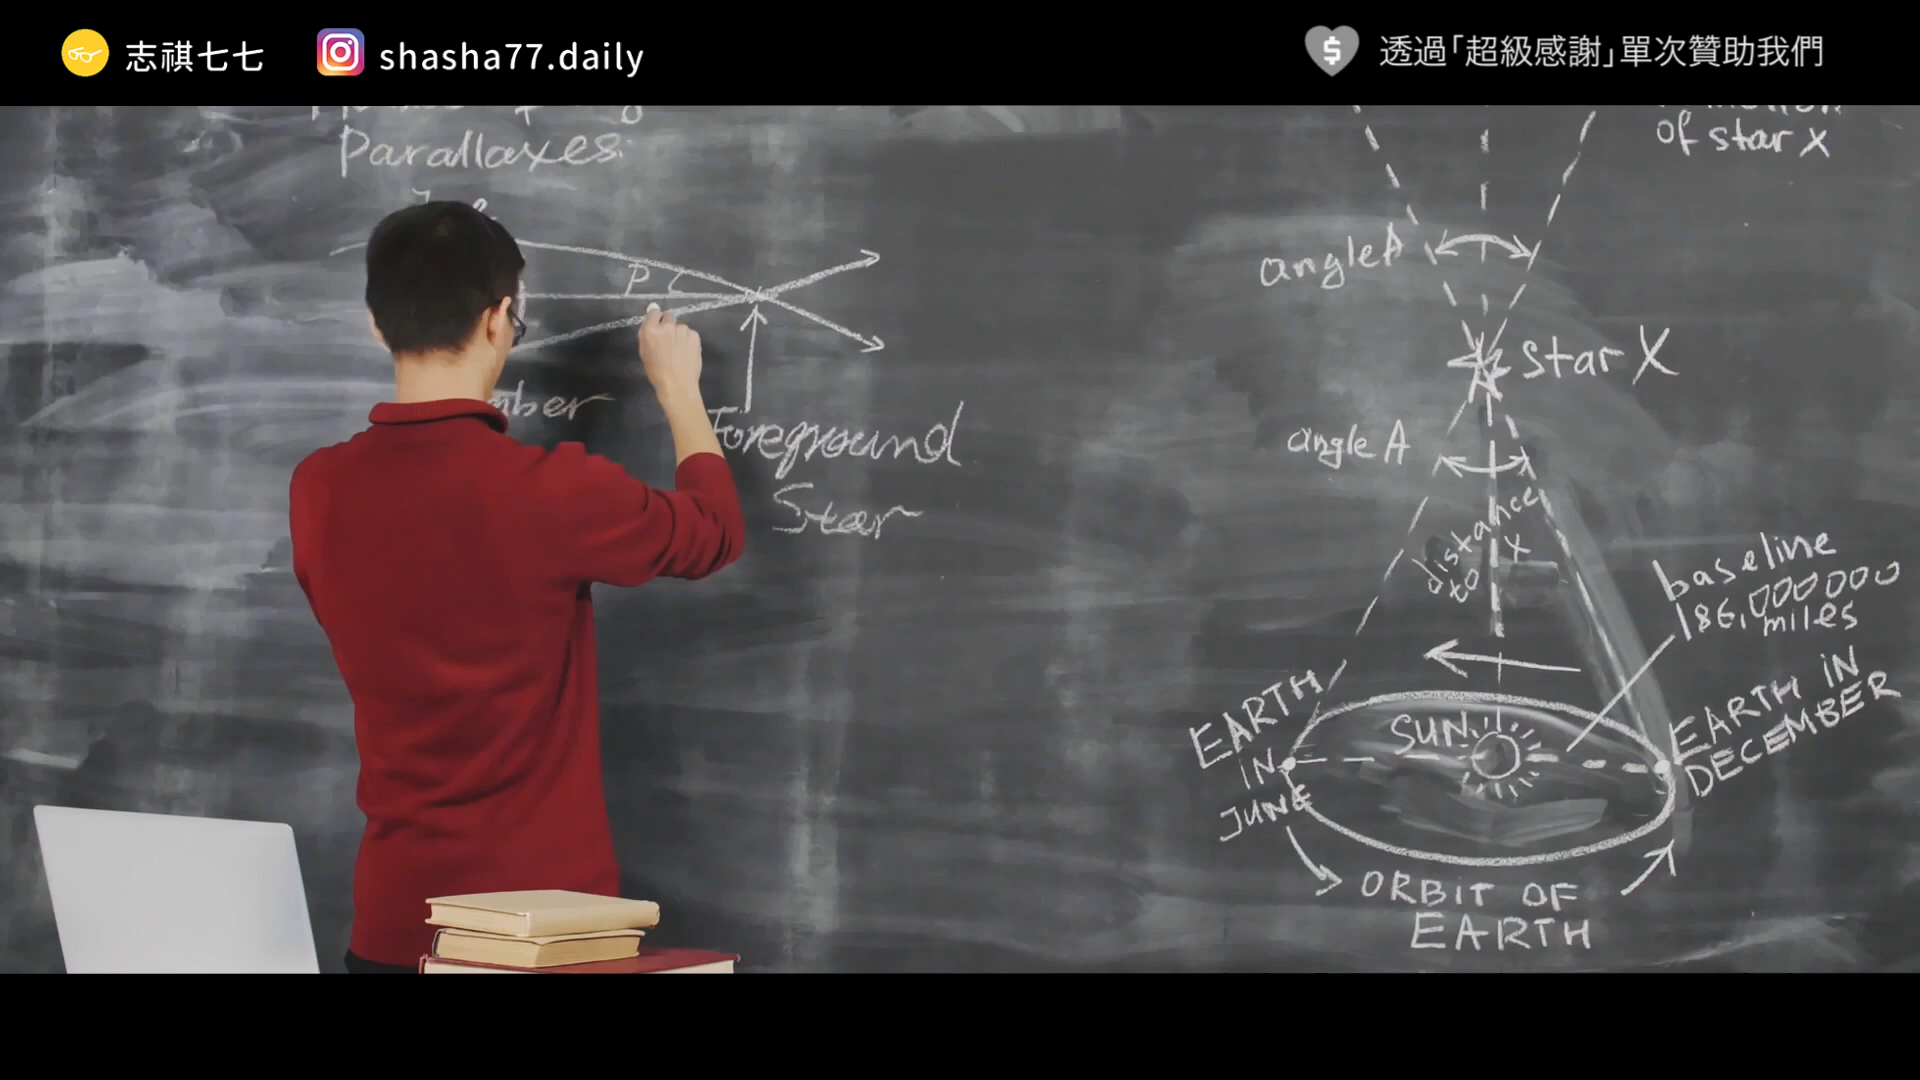 志祺七七
shasha77.daily
透過「超級感謝」單次贊助我們
Parallaxes:
P
Foreground
Star
of star X
angle A
star X
angle A
distance
to X
baseline
186,000000
miles
EARTH
IN
JUNE
SUN
EARTH IN
DECEMBER
ORBIT OF
EARTH